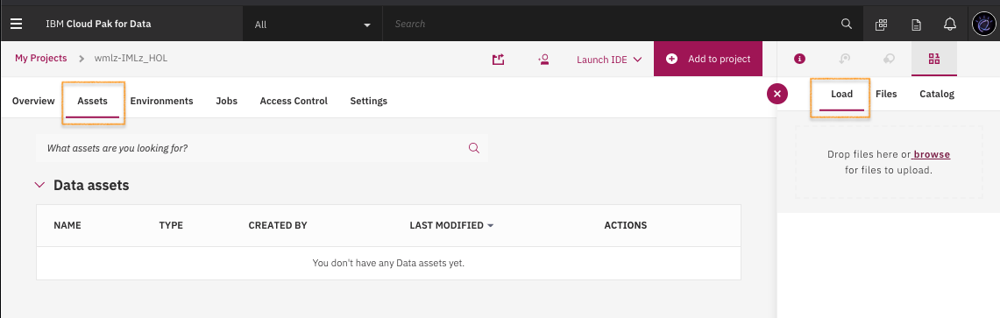 IBM Cloud Pak for Data
All
Search
My Projects
wmlz-IMLz_HOL
Launch IDE
Add to project
Overview
Assets
Environments
Jobs
Access Control
Settings
Load
Files
Catalog
What assets are you looking for?
Drop files here or browse
for files to upload.
Data assets
NAME
TYPE
CREATED BY
LAST MODIFIED
ACTIONS
You don't have any Data assets yet.